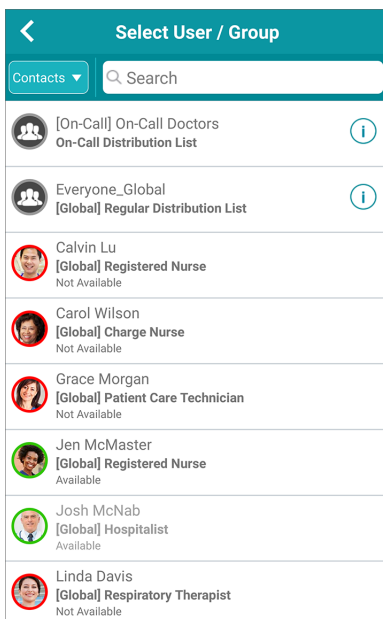 Select User / Group
Contacts ▼
Search
[On-Call] On-Call Doctors
On-Call Distribution List
i
Everyone_Global
[Global] Regular Distribution List
i
Calvin Lu
[Global] Registered Nurse
Not Available
Carol Wilson
[Global] Charge Nurse
Not Available
Grace Morgan
[Global] Patient Care Technician
Not Available
Jen McMaster
[Global] Registered Nurse
Available
Josh McNab
[Global] Hospitalist
Available
Linda Davis
[Global] Respiratory Therapist
Not Available